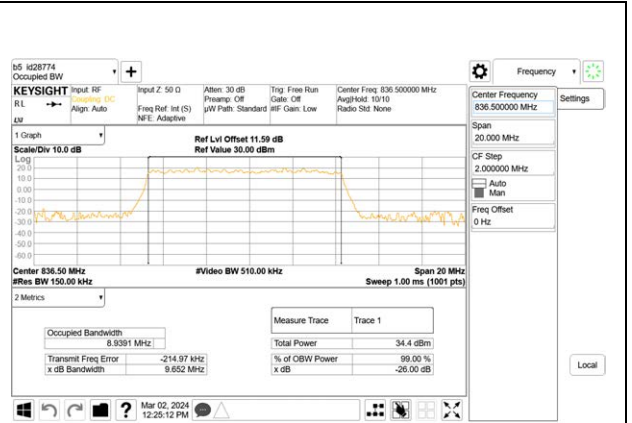 b5 id28774
Occupied BW
Frequency
KEYSIGHT
RL
Input: RF
Coupling: DC
Align: Auto
Input Z: 50 Ω
Freq Ref: Int (S)
NFE: Adaptive
Atten: 30 dB
Preamp: Off
µW Path: Standard
Trig: Free Run
Gate: Off
#IF Gain: Low
Center Freq: 836.500000 MHz
Avg|Hold: 10/10
Radio Std: None
Center Frequency
836.500000 MHz
Settings
Span
20.000 MHz
CF Step
2.000000 MHz
Auto
Man
Freq Offset
0 Hz
1 Graph
Scale/Div 10.0 dB
Ref Lvl Offset 11.59 dB
Ref Value 30.00 dBm
Log
20.0
10.0
0.00
-10.0
-20.0
-30.0
-40.0
-50.0
-60.0
Center 836.50 MHz
#Video BW 510.00 kHz
Span 20 MHz
#Res BW 150.00 kHz
Sweep 1.00 ms (1001 pts)
2 Metrics
Measure Trace Trace 1
Occupied Bandwidth
8.9391 MHz
Total Power 34.4 dBm
Transmit Freq Error -214.97 kHz
% of OBW Power 99.00 %
x dB Bandwidth 9.652 MHz
x dB -26.00 dB
Local
Mar 02, 2024
12:25:12 PM